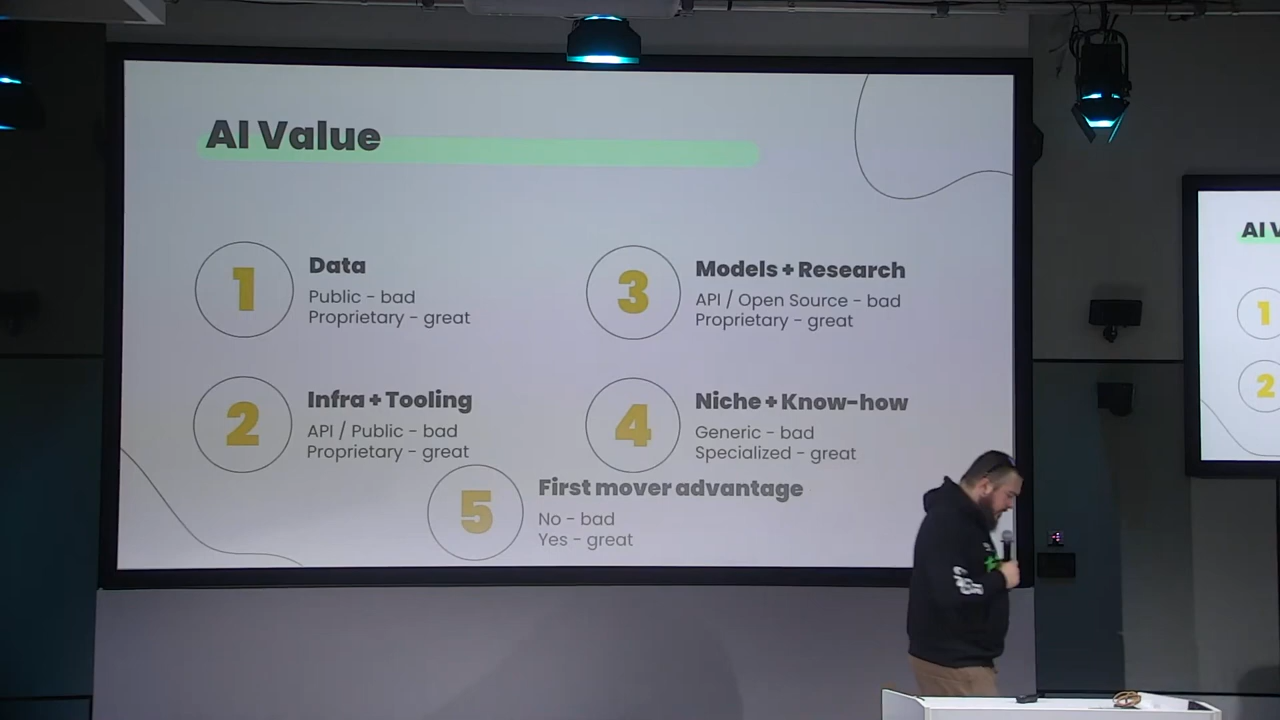 AI Value
1
Data
Public - bad
Proprietary - great
2
Infra + Tooling
API / Public - bad
Proprietary - great
3
Models + Research
API / Open Source - bad
Proprietary - great
4
Niche + Know-how
Generic - bad
Specialized - great
5
First mover advantage
No - bad
Yes - great
AI V
1
2